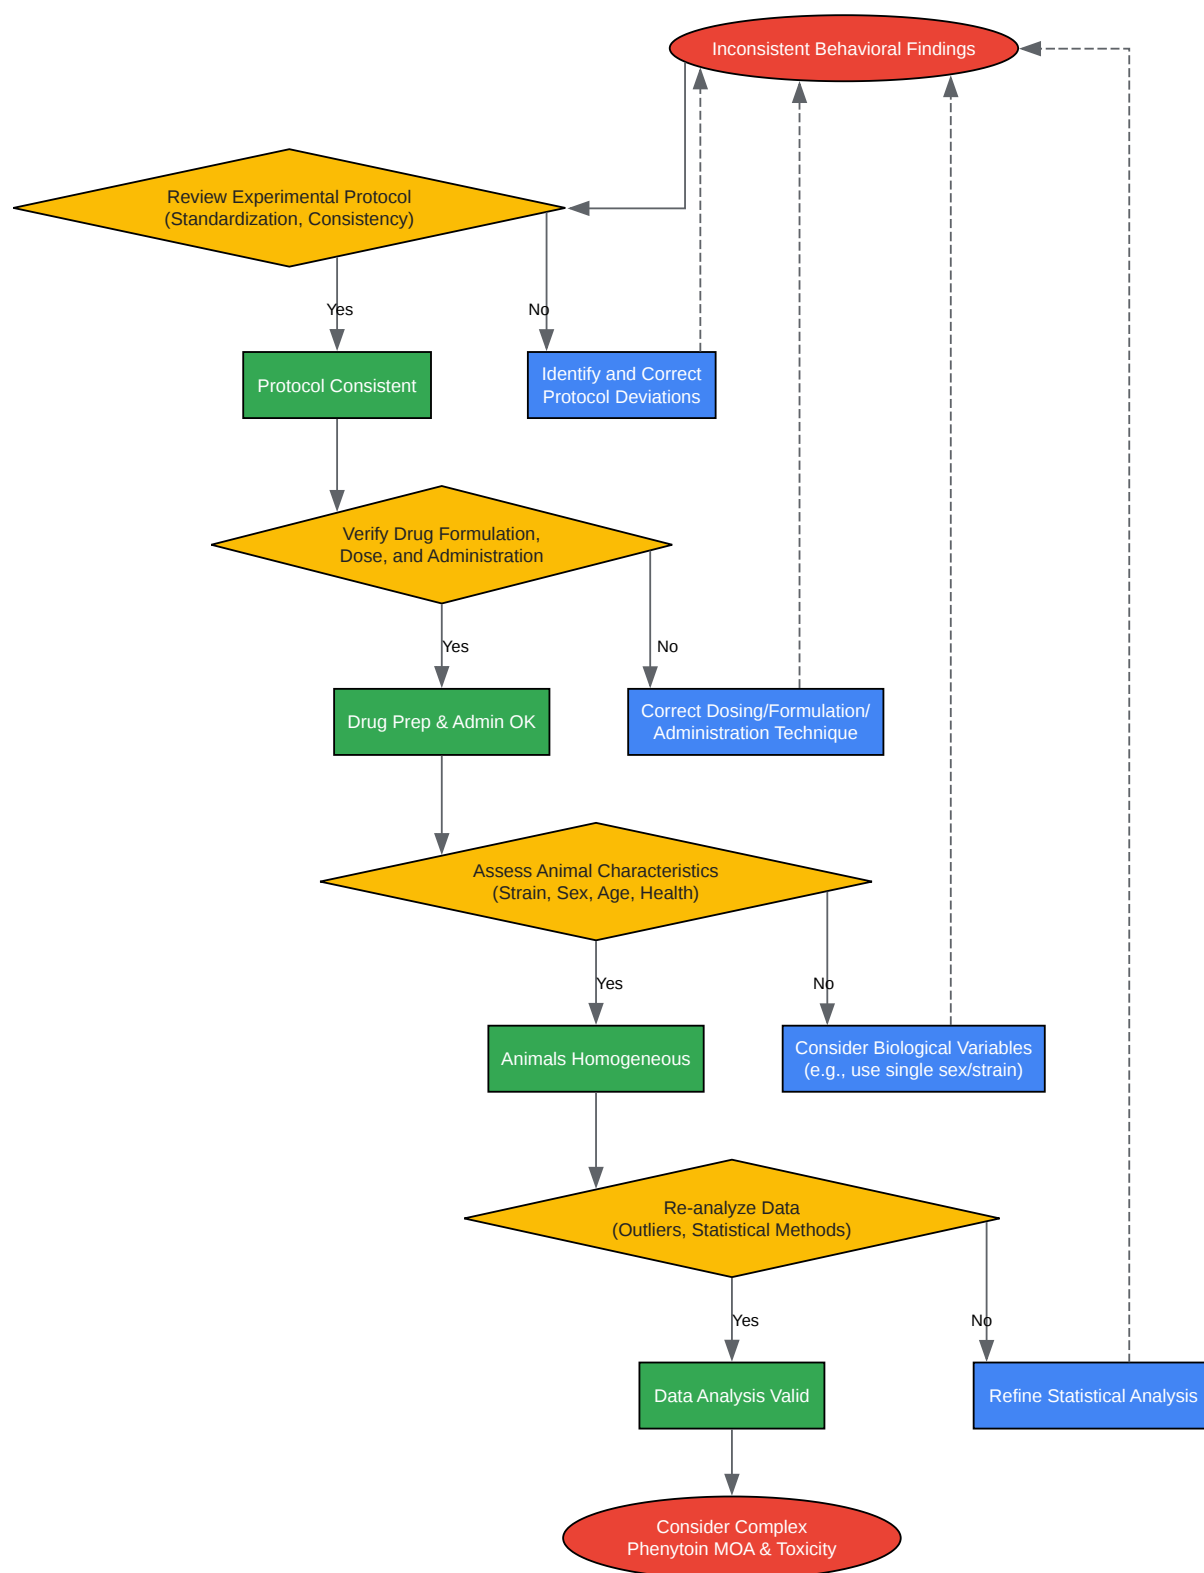 Inconsistent Behavioral Findings
Review Experimental Protocol
(Standardization, Consistency)
Yes
No
Protocol Consistent
Identify and Correct
Protocol Deviations
Verify Drug Formulation,
Dose, and Administration
Yes
No
Drug Prep & Admin OK
Correct Dosing/Formulation/
Administration Technique
Assess Animal Characteristics
(Strain, Sex, Age, Health)
Yes
No
Animals Homogeneous
Consider Biological Variables
(e.g., use single sex/strain)
Re-analyze Data
(Outliers, Statistical Methods)
Yes
No
Data Analysis Valid
Refine Statistical Analysis
Consider Complex
Phenytoin MOA & Toxicity